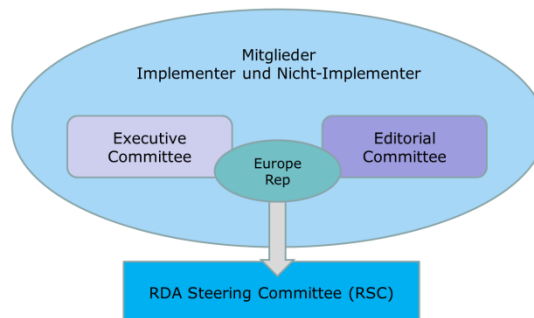 Mitglieder
Implementer und Nicht-Implementer
Executive
Committee
Editorial
Committee
Europe
Rep
RDA Steering Committee (RSC)